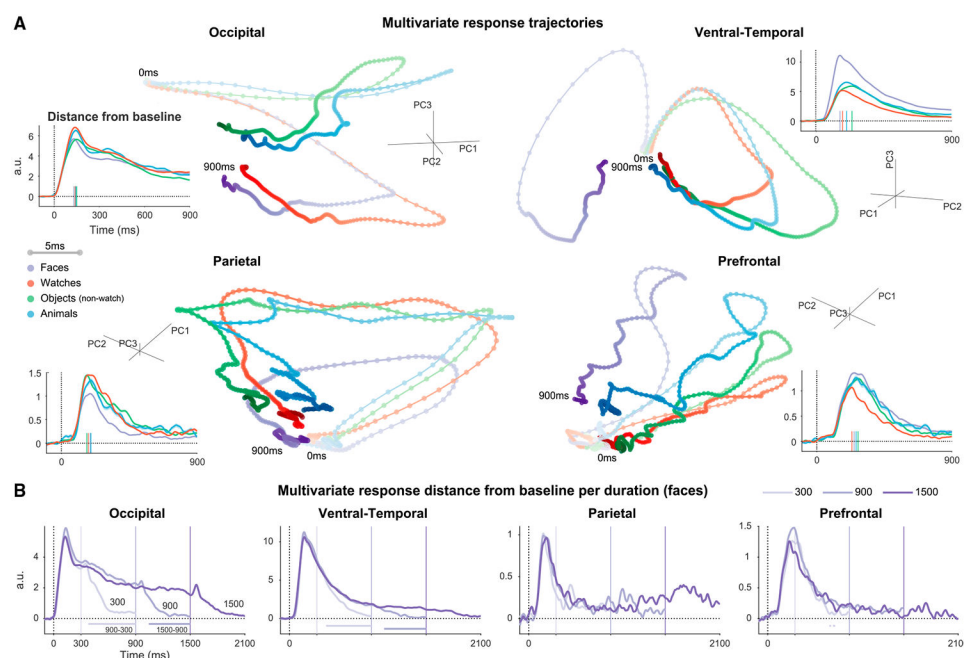 A
Multivariate response trajectories
Occipital
Ventral-Temporal
0ms
PC3
PC1
PC2
900ms
Distance from baseline
a.u.
6
4
2
0
0 300 600 900
Time (ms)
10
5
0
0 900
0ms
900ms
PC3
PC1
PC2
5ms
Faces
Watches
Objects (non-watch)
Animals
Parietal
Prefrontal
PC1
PC2
PC3
1.5
1
0.5
0
0 900
900ms
0ms
PC2
PC1
PC3
900ms
0ms
1
0.5
0
0 900
B
Multivariate response distance from baseline per duration (faces)
300 900 1500
Occipital
Ventral-Temporal
Parietal
Prefrontal
a.u.
4
2
0
300
900
1500
900-300
1500-900
0 300 900 1500 2100
Time (ms)
10
5
0
0 2100
1
0.5
0
0 2100
1.5
1
0.5
0
0 210